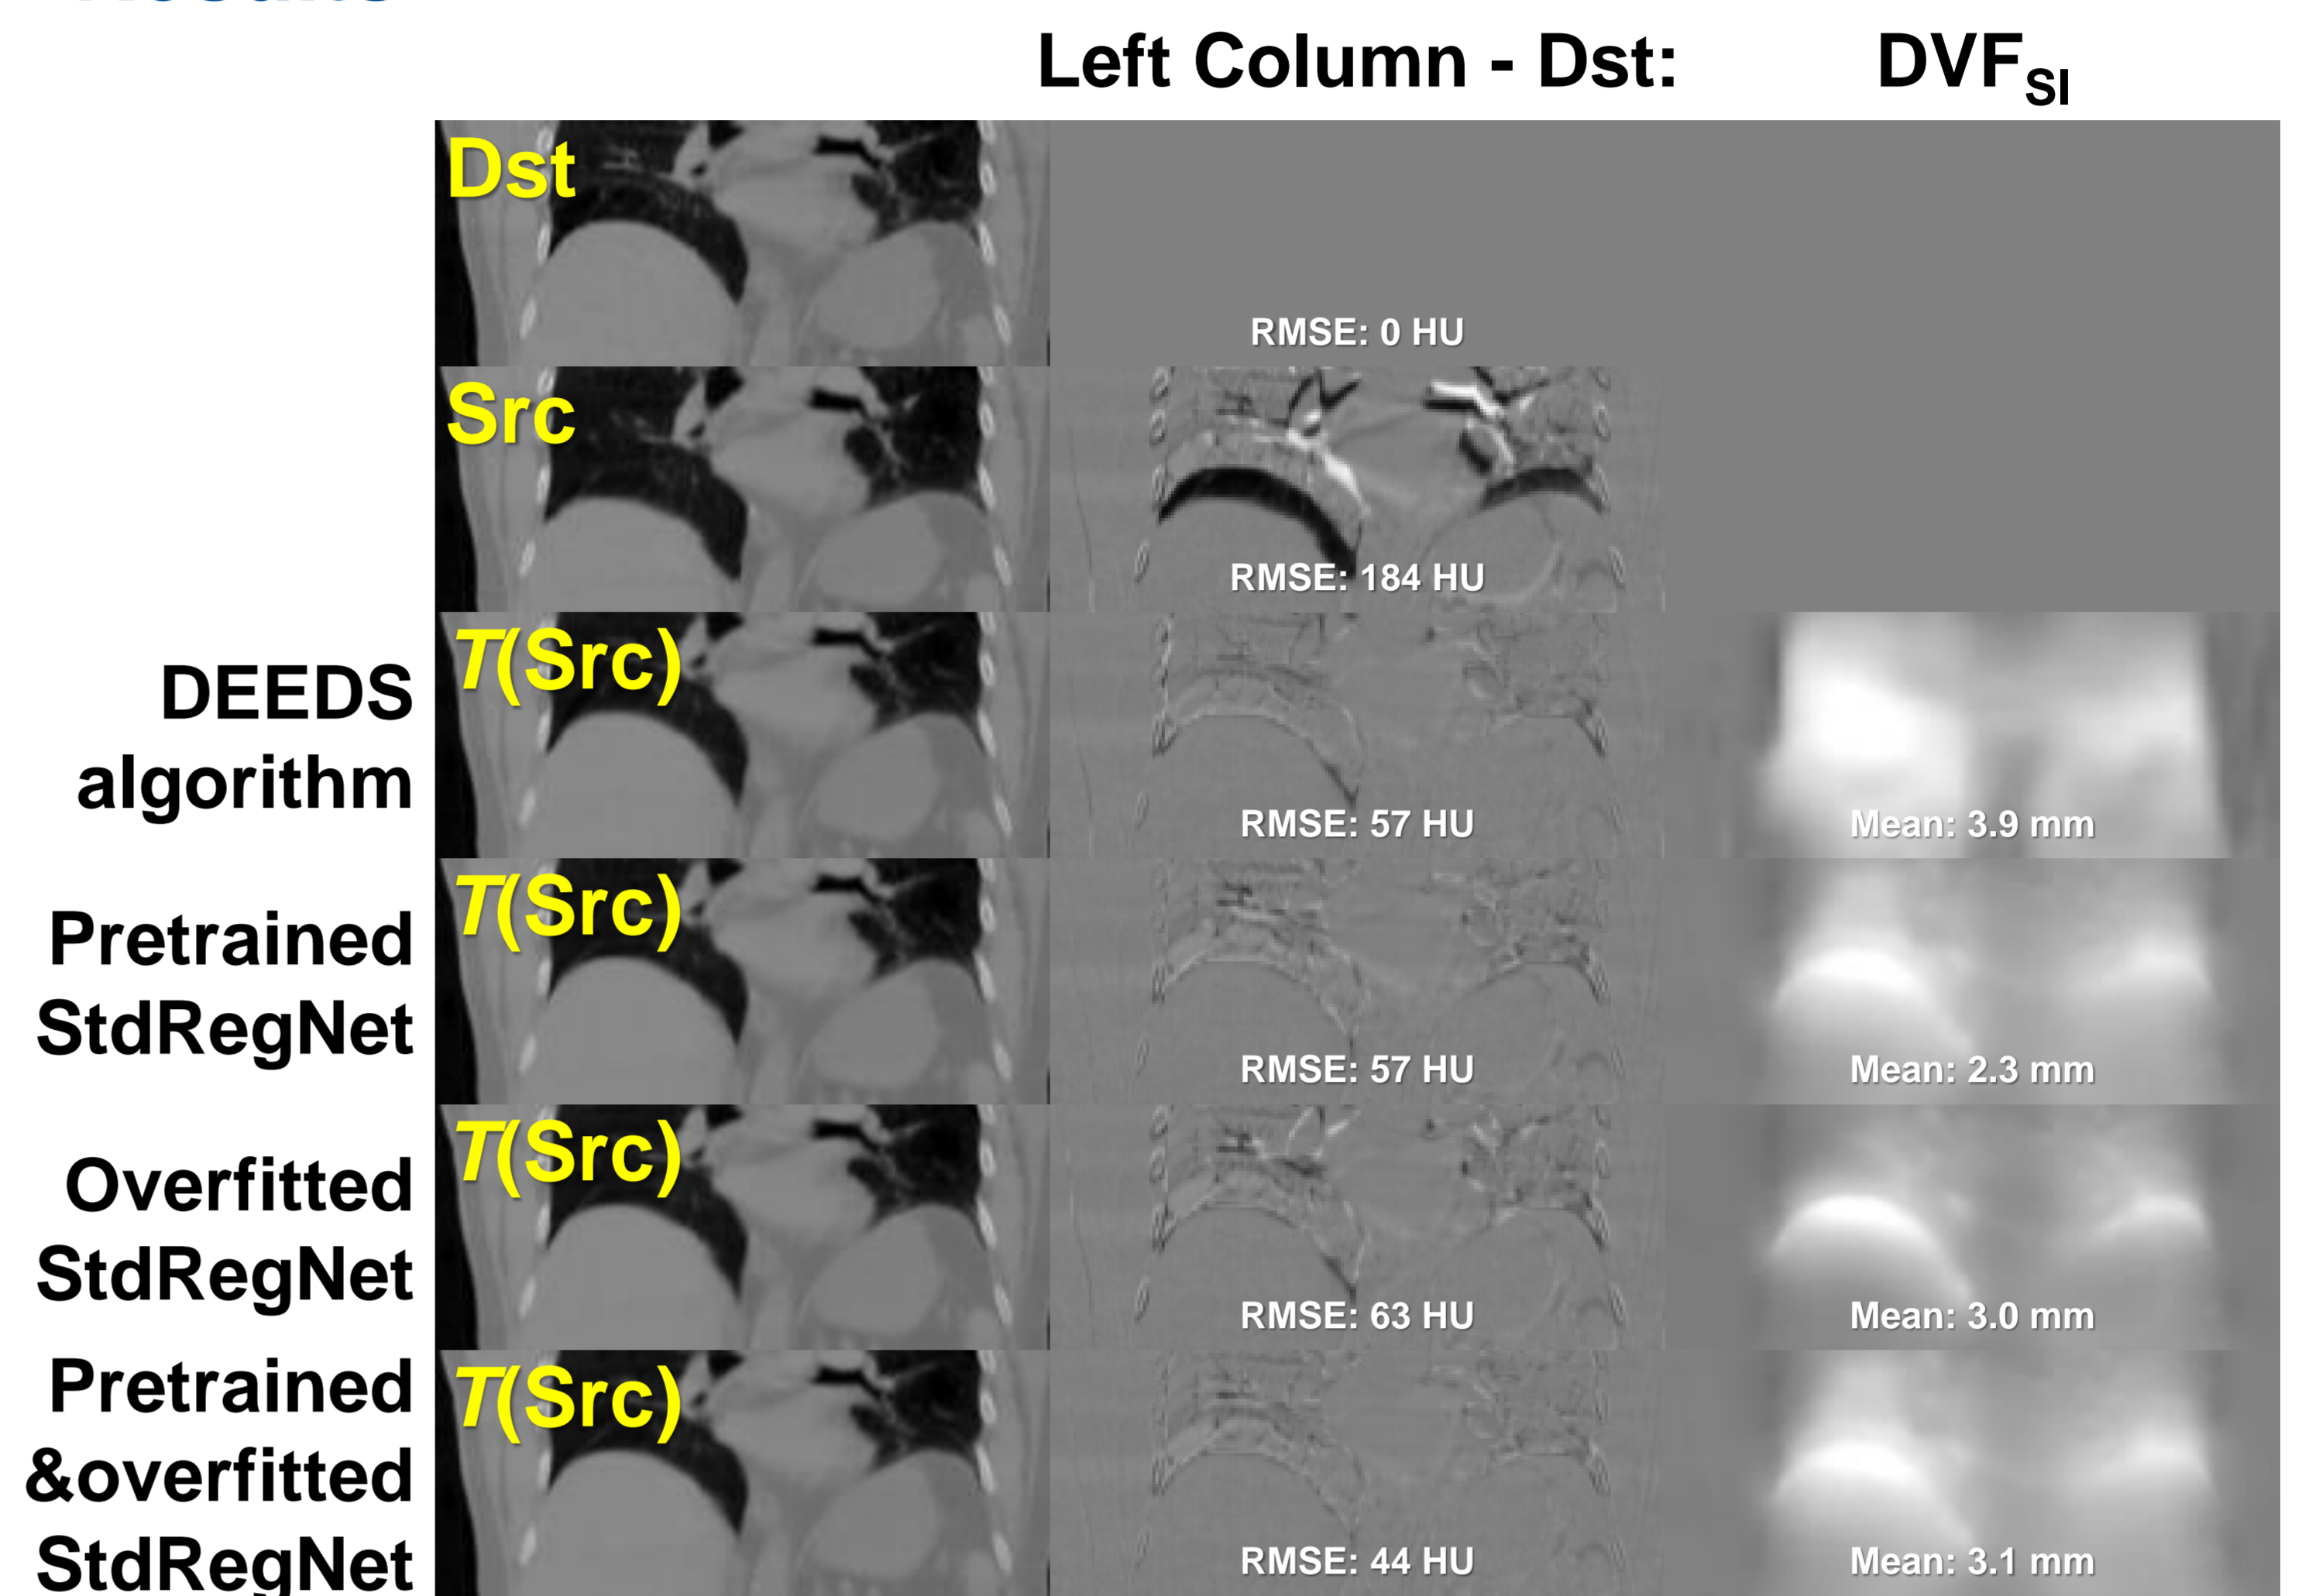 Left Column - Dst:
DVF_SI
Dst
RMSE: 0 HU
Src
RMSE: 184 HU
DEEDS
algorithm
T(Src)
RMSE: 57 HU
Mean: 3.9 mm
Pretrained
StdRegNet
T(Src)
RMSE: 57 HU
Mean: 2.3 mm
Overfitted
StdRegNet
T(Src)
RMSE: 63 HU
Mean: 3.0 mm
Pretrained
&overfitted
StdRegNet
T(Src)
RMSE: 44 HU
Mean: 3.1 mm